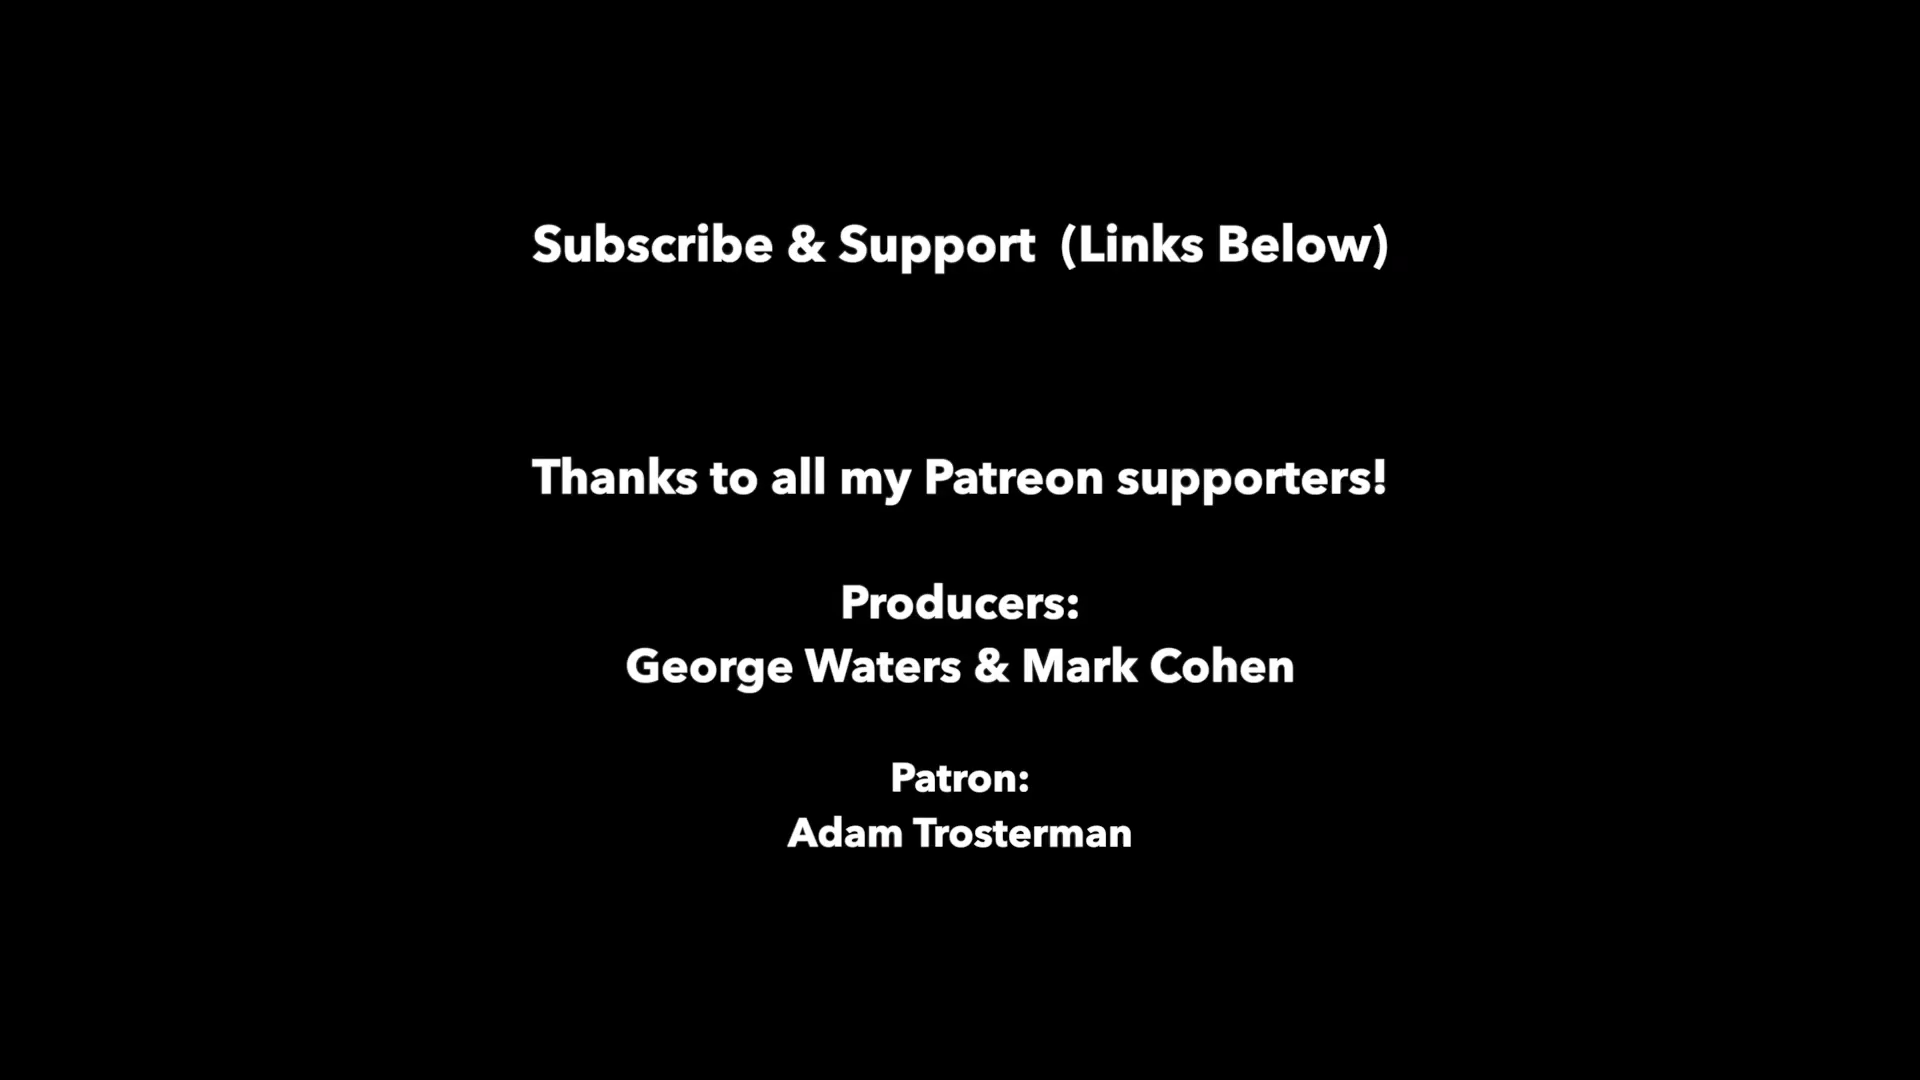 Subscribe & Support  (Links Below)
Thanks to all my Patreon supporters!
Producers:
George Waters & Mark Cohen
Patron:
Adam Trosterman